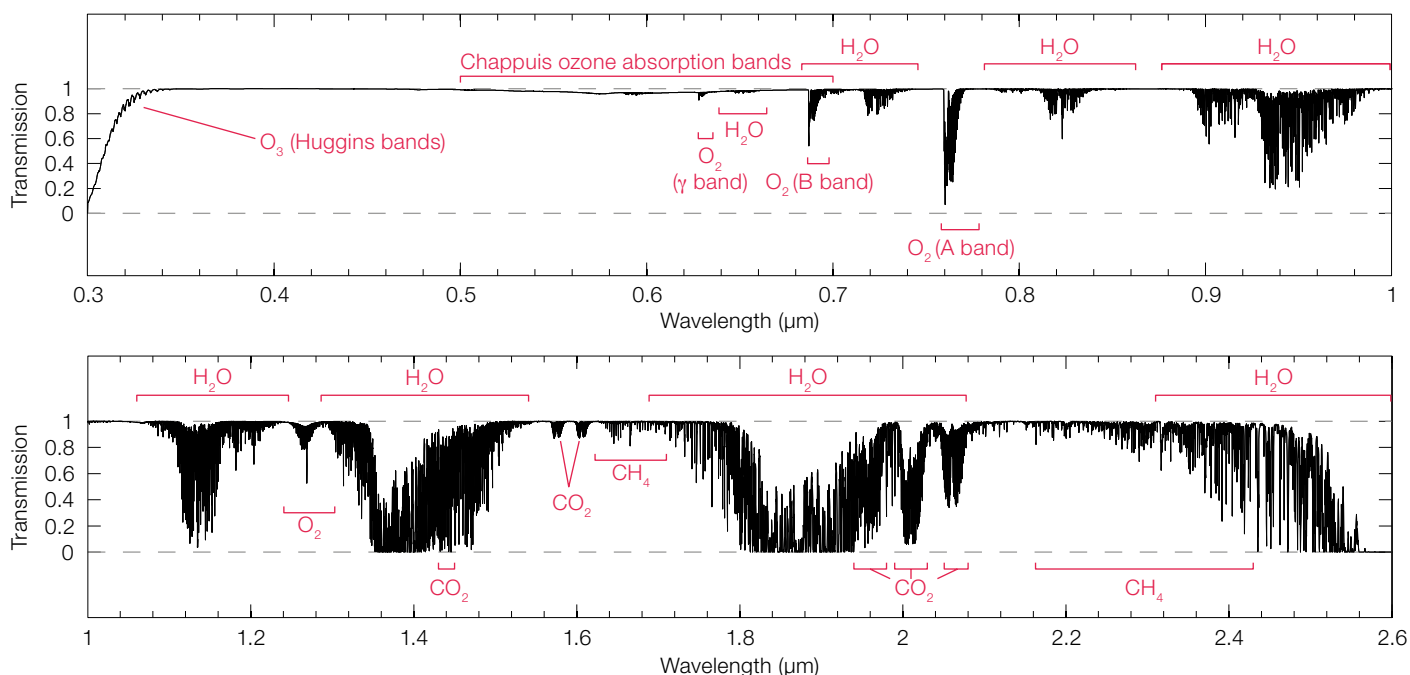 H₂O H₂O H₂O
Chappuis ozone absorption bands
1
0.8
0.6
0.4
0.2
0
Transmission
O₃ (Huggins bands)
H₂O
O₂
(γ band)
O₂ (B band)
O₂ (A band)
0.3 0.4 0.5 0.6 0.7 0.8 0.9 1
Wavelength (μm)
H₂O H₂O H₂O H₂O
1
0.8
0.6
0.4
0.2
0
Transmission
O₂
CO₂
CH₄
CO₂
CO₂
CH₄
1 1.2 1.4 1.6 1.8 2 2.2 2.4 2.6
Wavelength (μm)